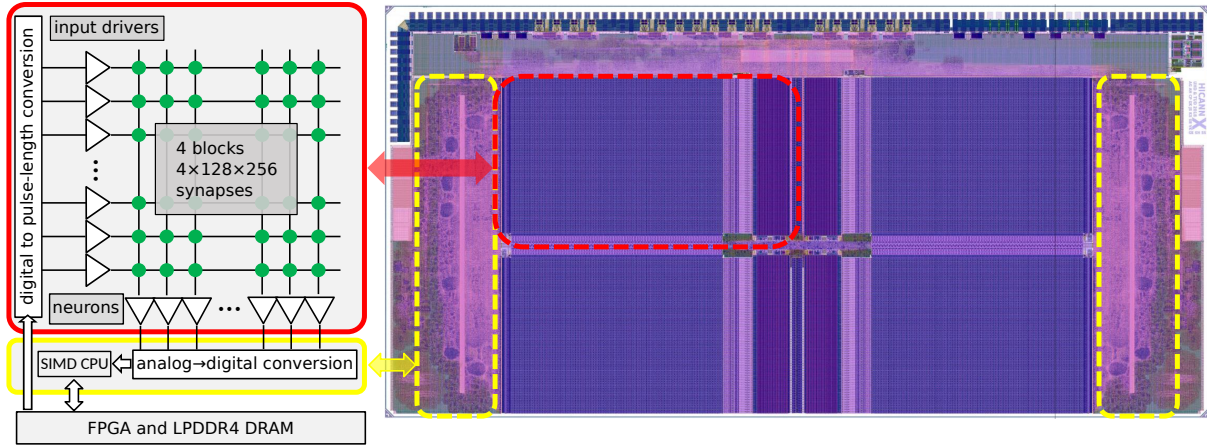 input drivers
digital to pulse-length conversion
4 blocks
4×128×256
synapses
neurons
SIMD CPU
analog→digital conversion
FPGA and LPDDR4 DRAM
HICANN
X